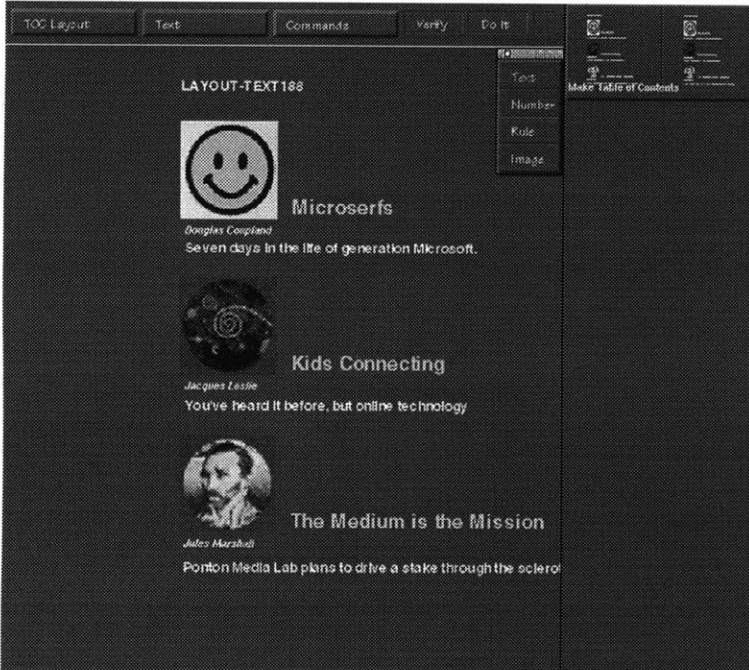 TOC Layout Text Commands Verify Do It
LAYOUT-TEXT188
Text
Number
Rule
Image
Make Table of Contents
Microserfs
Douglas Coupland
Seven days in the life of generation Microsoft.
Kids Connecting
Jacques Leslie
You've heard it before, but online technology
The Medium is the Mission
Jules Marshall
Ponton Media Lab plans to drive a stake through the sclerot